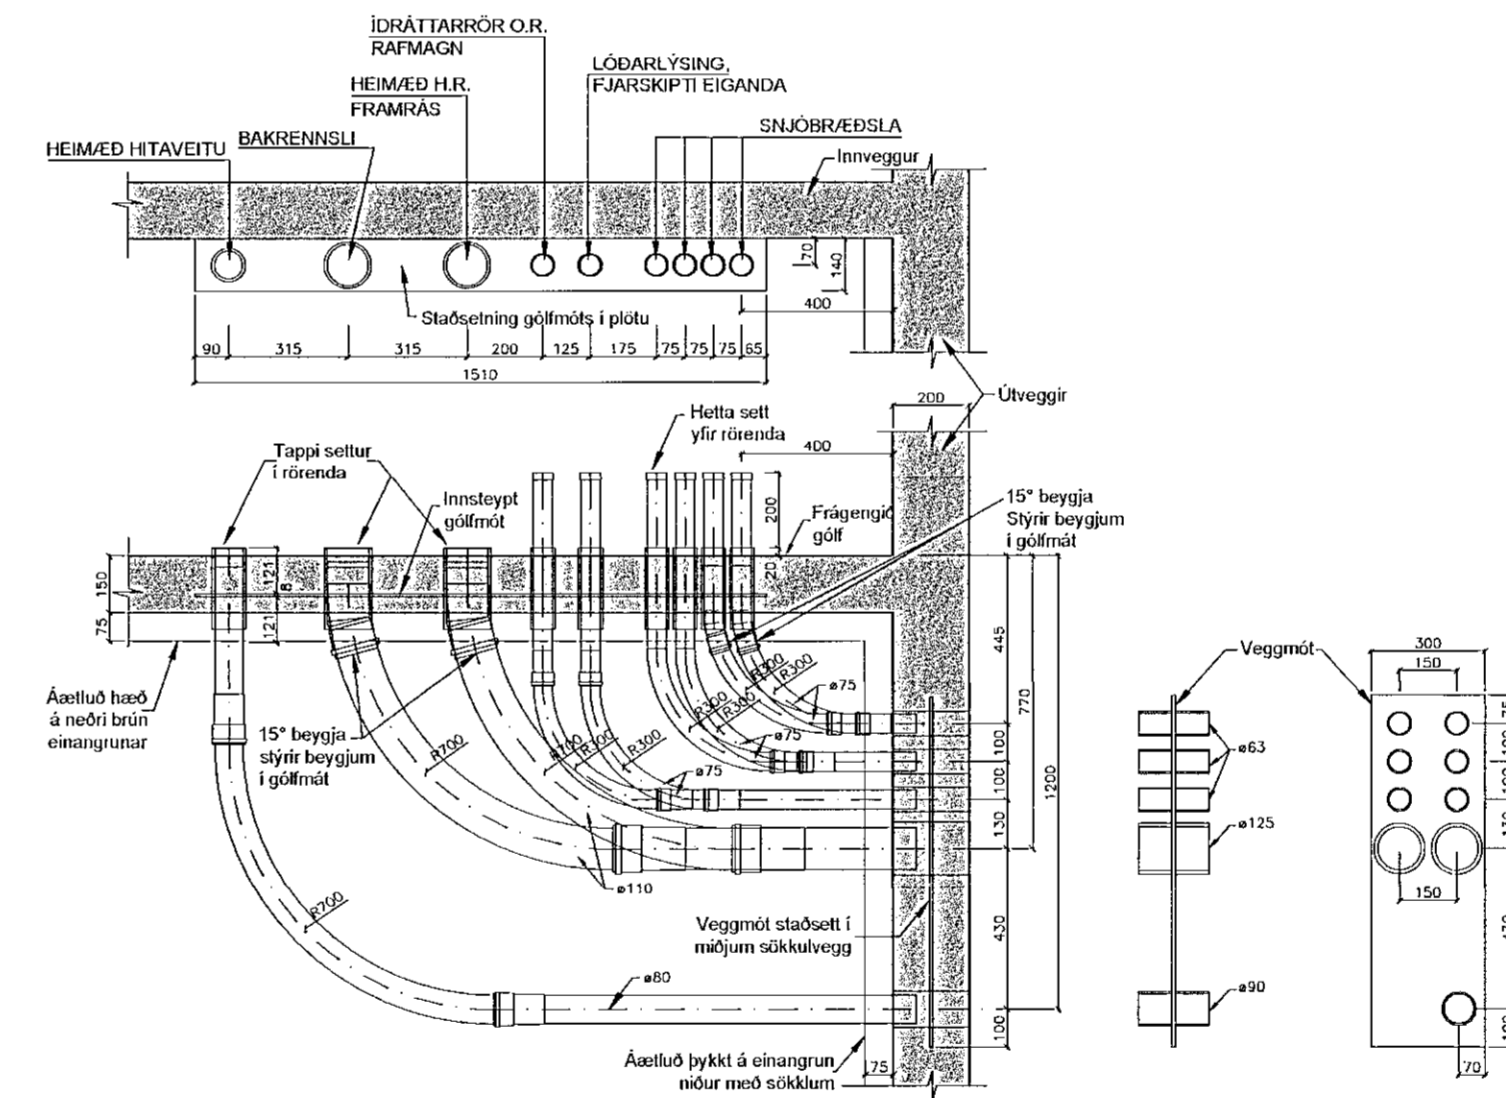 ÍDRÁTTARRÖR O.R.
RAFMAGN
LÓÐARLÝSING,
FJARSKIPTI EIGANDA
HEIMÆÐ H.R.
FRAMRÁS
SNJÓBRÆÐSLA
HEIMÆÐ HITAVEITU
BAKRENNSLI
Innveggur
70
140
400
Staðsetning gólfmóts í plötu
90 315 315 200 125 175 75 75 75 65
1510
200
Útveggir
Hetta sett
yfir rörenda
400
Tappi settur
í rörenda
Innsteypt
gólfmót
200
Frágengið
gólf
15° beygja
Stýrir beygjum
í gólfmát
150
75
121
8
121
20
445
770
1200
Áætluð hæð
á neðri brún
einangrunar
15° beygja
stýrir beygjum
í gólfmát
R700
R700
R300
R300
R300
R300
R300
R300
ø75
ø75
ø75
100
100
130
ø110
R700
Veggmót staðsett í
miðjum sökkulvegg
430
ø80
100
Áætluð þykkt á einangrun
niður með sökklum
75
Veggmót
300
150
ø63
ø125
150
ø90
70